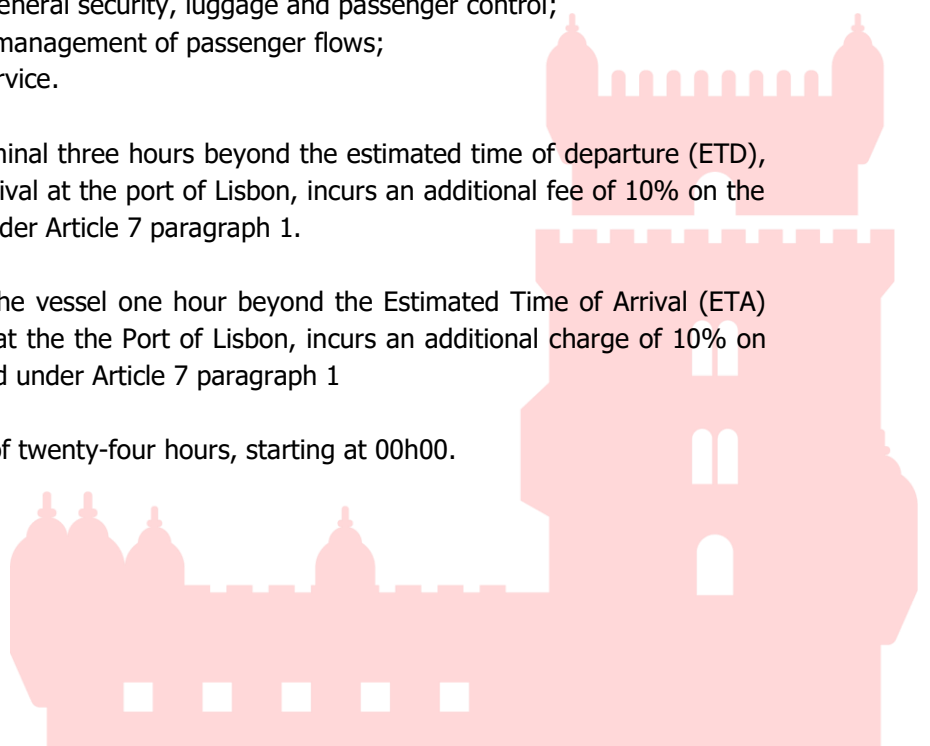 eneral security, luggage and passenger control;
management of passenger flows;
rvice.
ninal three hours beyond the estimated time of departure (ETD),
ival at the port of Lisbon, incurs an additional fee of 10% on the
der Article 7 paragraph 1.
he vessel one hour beyond the Estimated Time of Arrival (ETA)
at the the Port of Lisbon, incurs an additional charge of 10% on
d under Article 7 paragraph 1
of twenty-four hours, starting at 00h00.